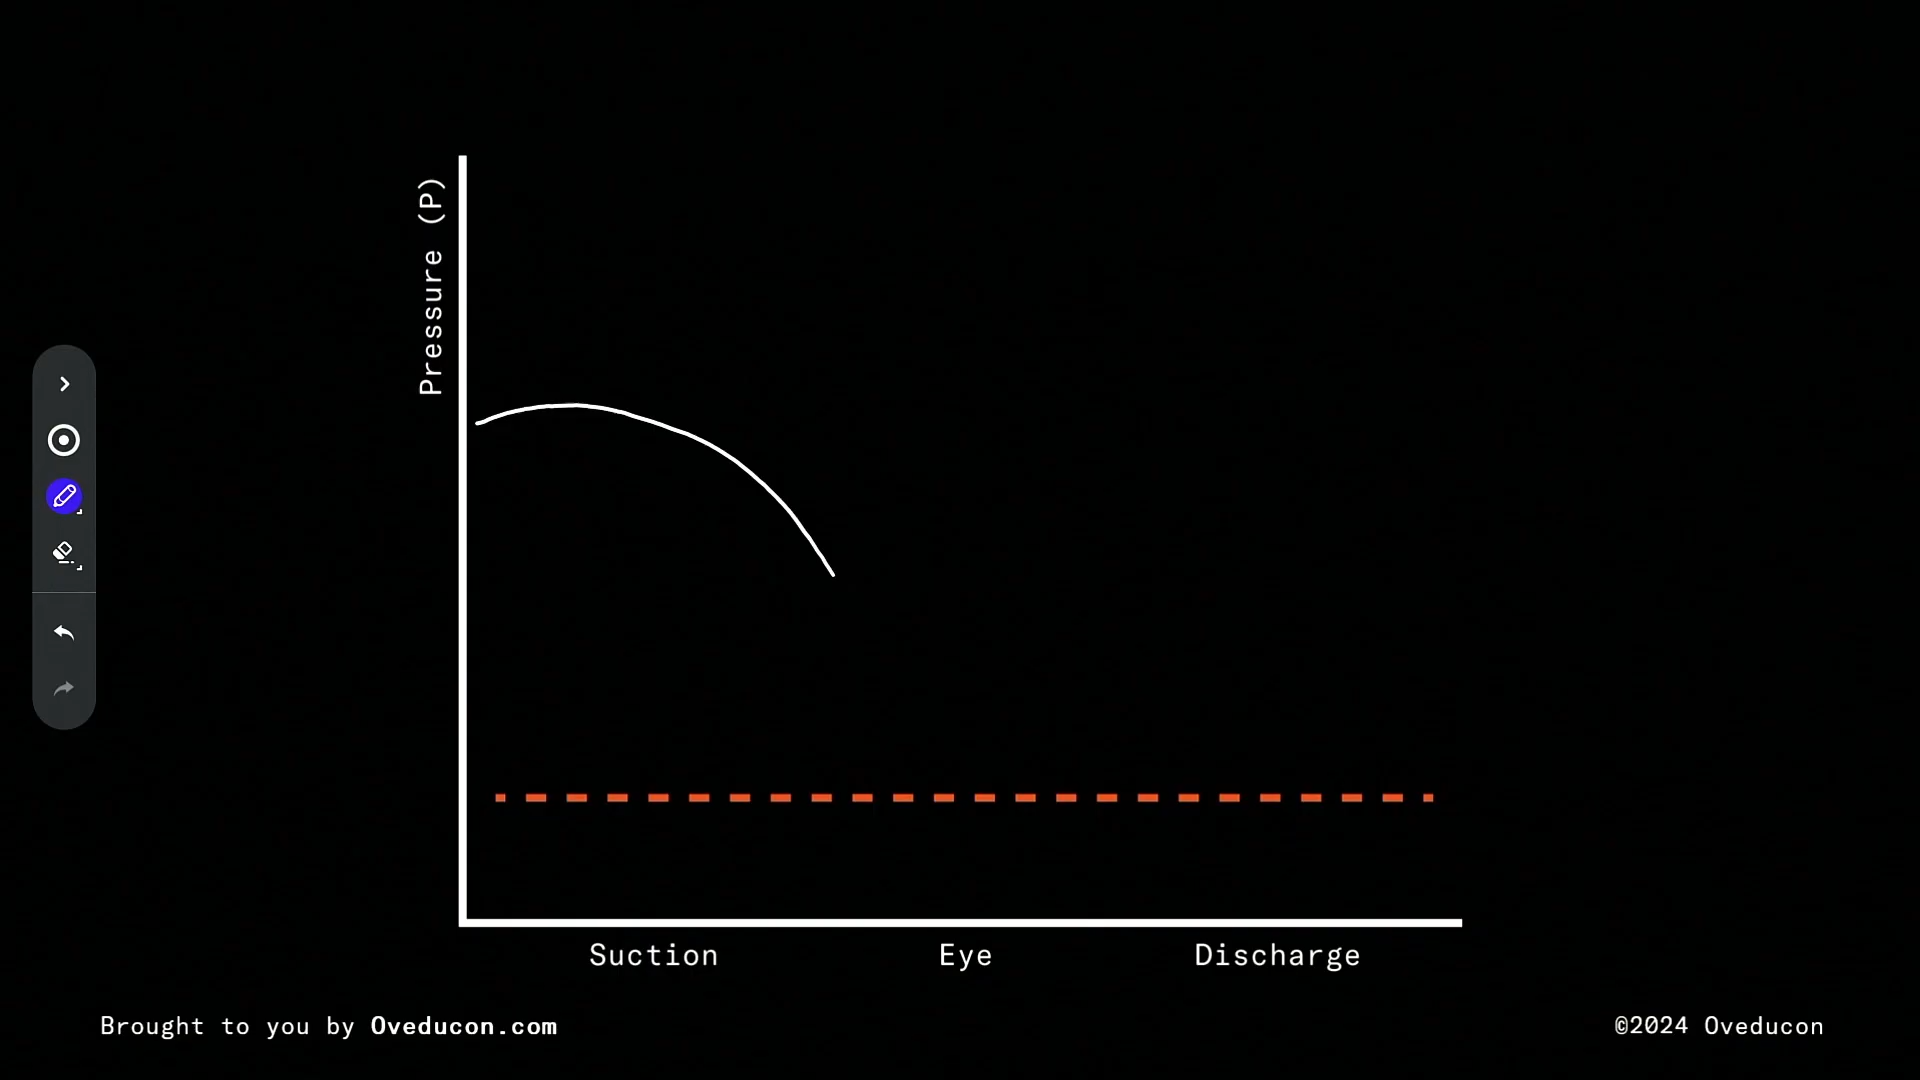 Pressure (P)
Suction Eye Discharge
Brought to you by Oveducon.com
©2024 Oveducon